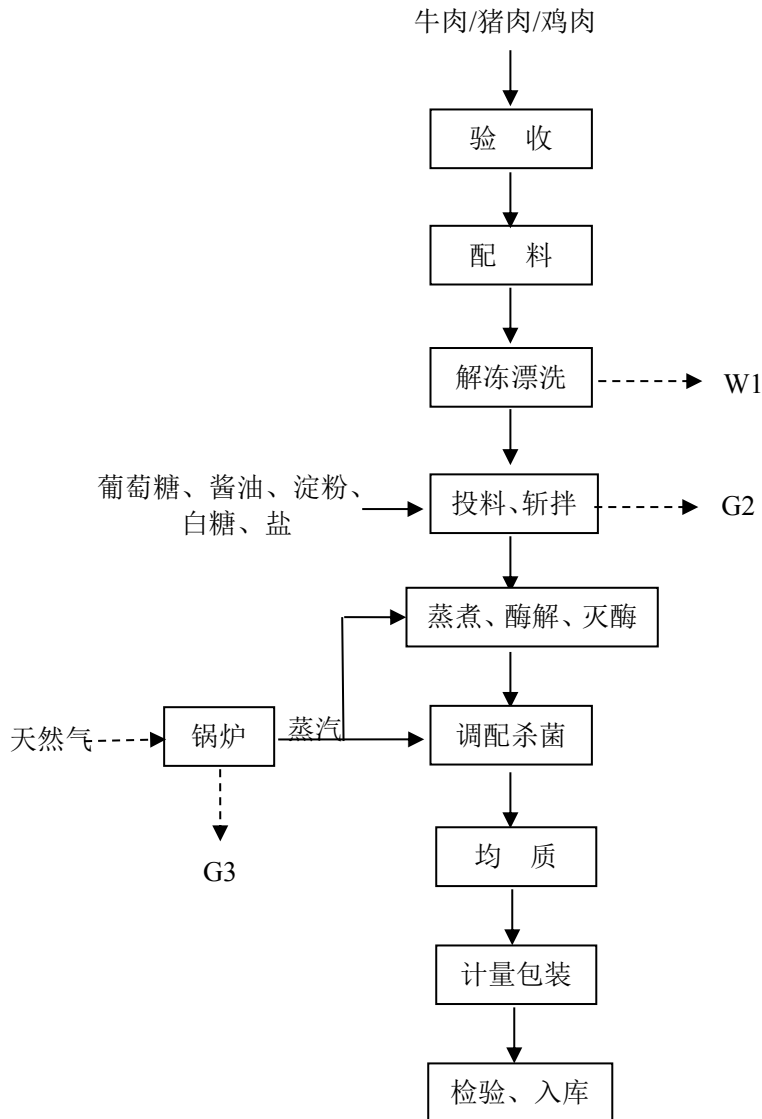 牛肉/猪肉/鸡肉
验 收
配 料
解冻漂洗
W1
葡萄糖、酱油、淀粉、
白糖、盐
投料、斩拌
G2
蒸煮、酶解、灭酶
天然气
锅炉
蒸汽
调配杀菌
G3
均 质
计量包装
检验、入库